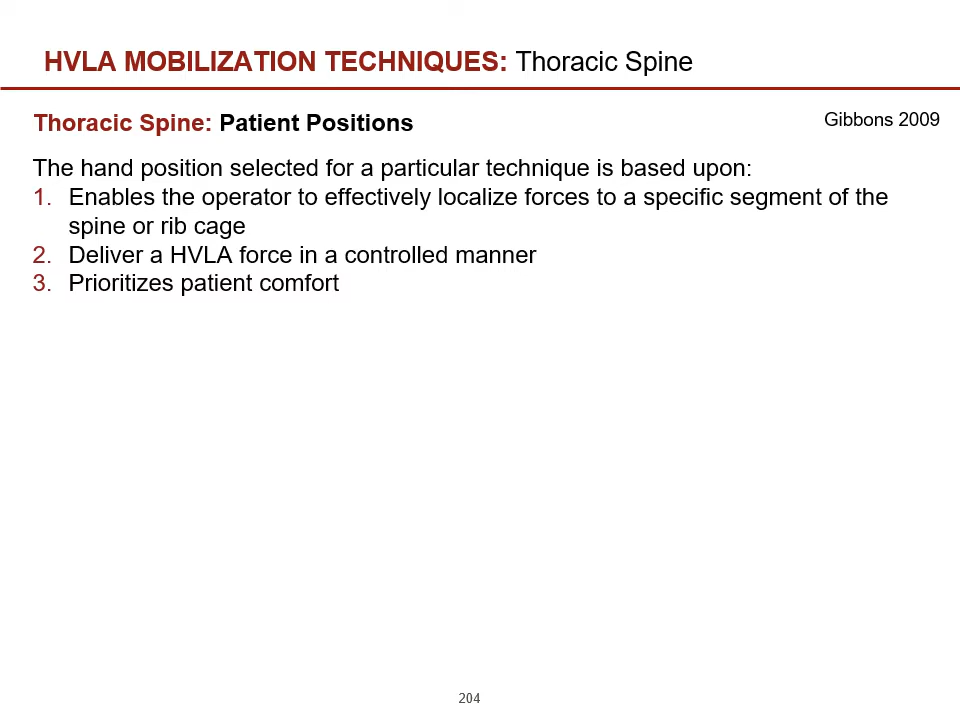 HVLA MOBILIZATION TECHNIQUES: Thoracic Spine
Thoracic Spine: Patient Positions
Gibbons 2009
The hand position selected for a particular technique is based upon:
1. Enables the operator to effectively localize forces to a specific segment of the
spine or rib cage
2. Deliver a HVLA force in a controlled manner
3. Prioritizes patient comfort
204